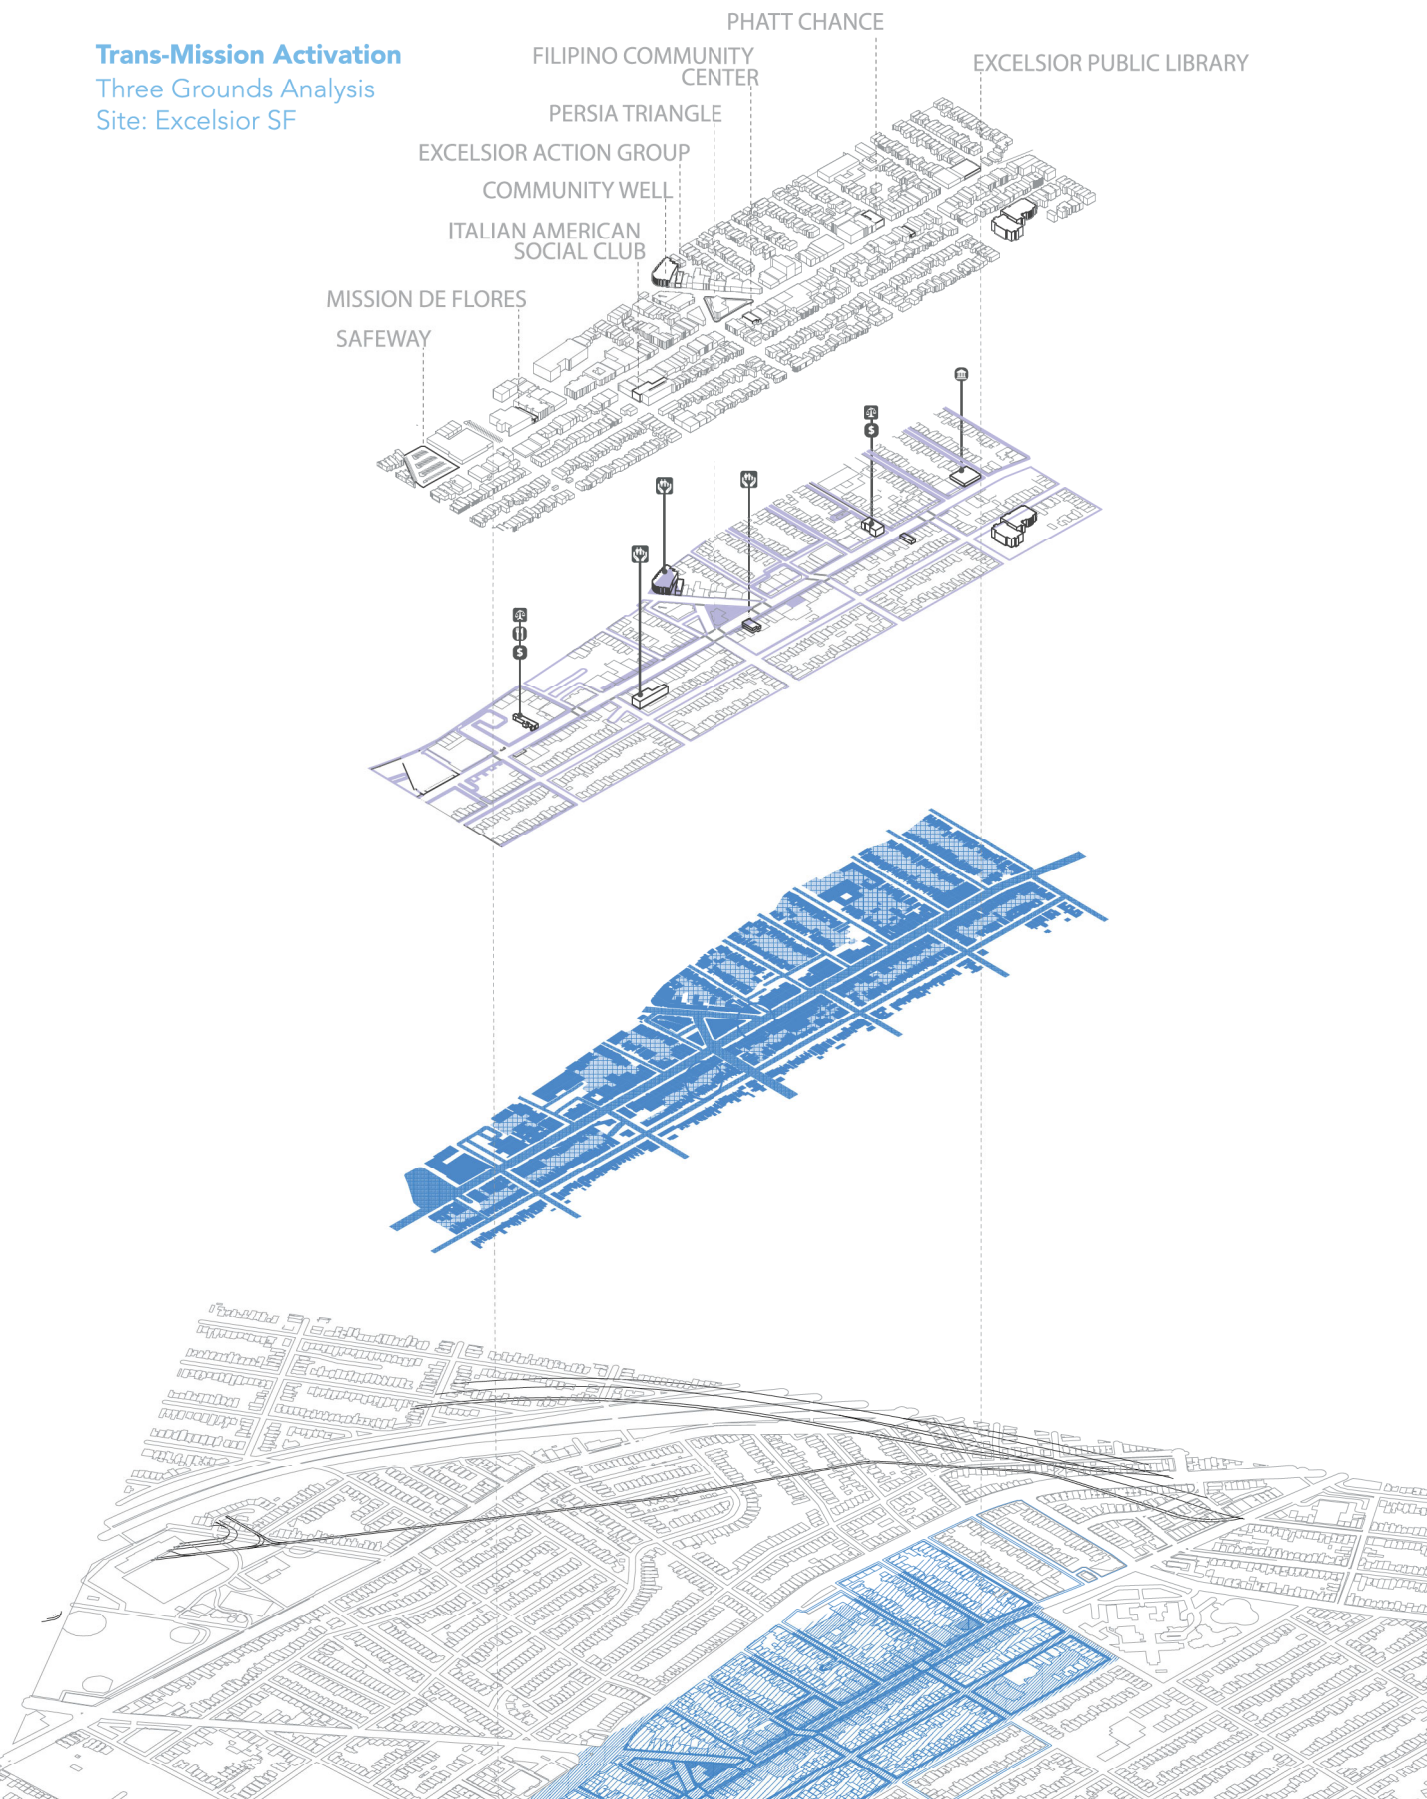 Trans-Mission Activation
Three Grounds Analysis
Site: Excelsior SF
PHATT CHANCE
FILIPINO COMMUNITY
CENTER
EXCELSIOR PUBLIC LIBRARY
PERSIA TRIANGLE
EXCELSIOR ACTION GROUP
COMMUNITY WELL
ITALIAN AMERICAN
SOCIAL CLUB
MISSION DE FLORES
SAFEWAY
$
$